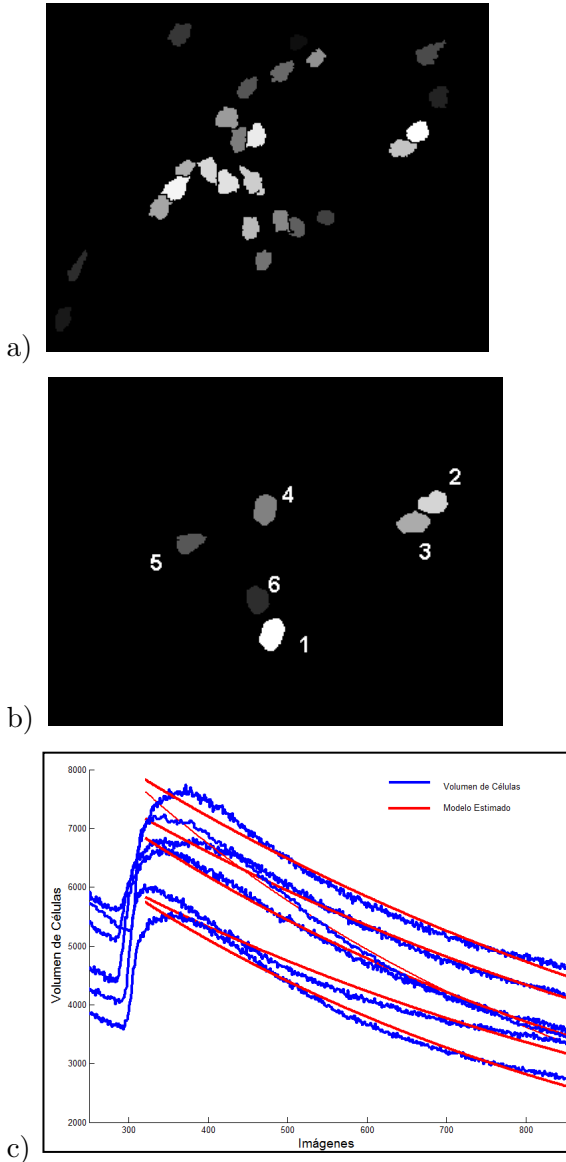 a)
2
4
3
5
6
1
b)
8000
Volumen de Células
Modelo Estimado
7000
6000
5000
4000
3000
2000
Volumen de Células
300 400 500 600 700 800
Imágenes
c)